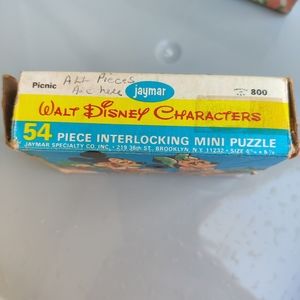 Picnic
ALL Pieces
Are here
jaymar
800
WALT DISNEY CHARACTERS
54 PIECE INTERLOCKING MINI PUZZLE
JAYMAR SPECIALTY CO. INC. • 219 36th ST. BROOKLYN, N.Y. 11232 • SIZE